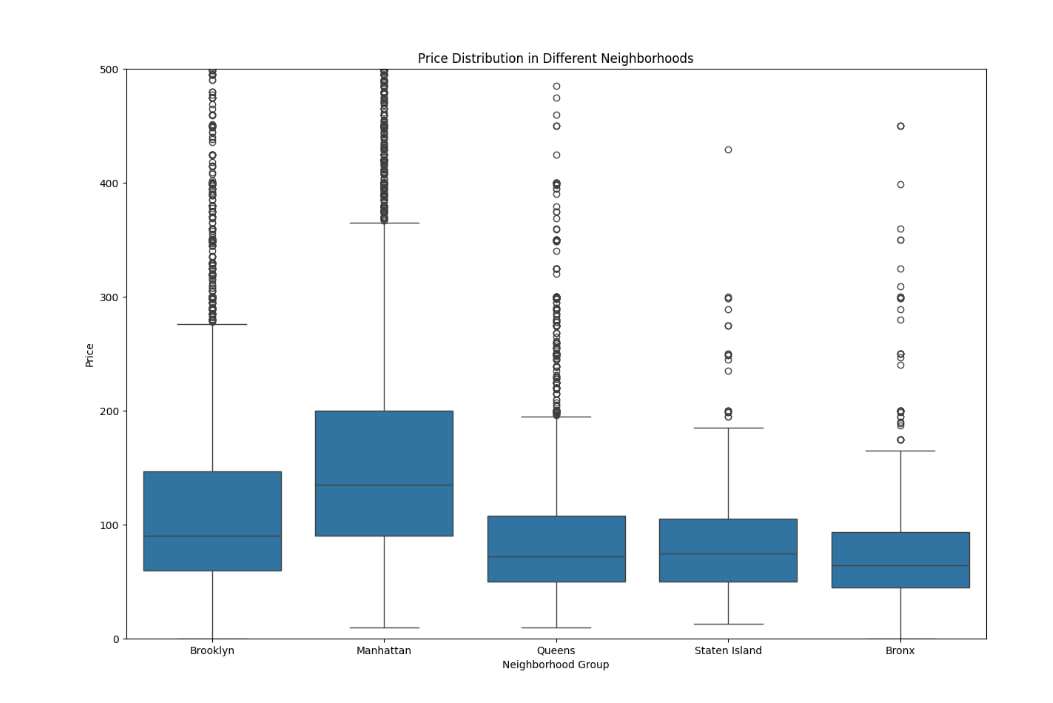 Price Distribution in Different Neighborhoods
500
400
300
200
100
0
Price
Brooklyn
Manhattan
Queens
Staten Island
Bronx
Neighborhood Group